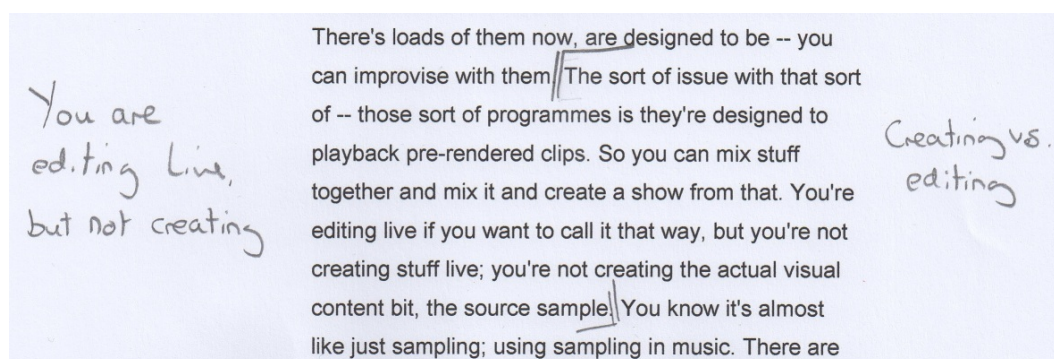 There's loads of them now, are designed to be -- you
can improvise with them. The sort of issue with that sort
of -- those sort of programmes is they're designed to
playback pre-rendered clips. So you can mix stuff
together and mix it and create a show from that. You're
editing live if you want to call it that way, but you're not
creating stuff live; you're not creating the actual visual
content bit, the source sample. You know it's almost
like just sampling; using sampling in music. There are
You are
editing Live,
but not creating
Creating vs.
editing